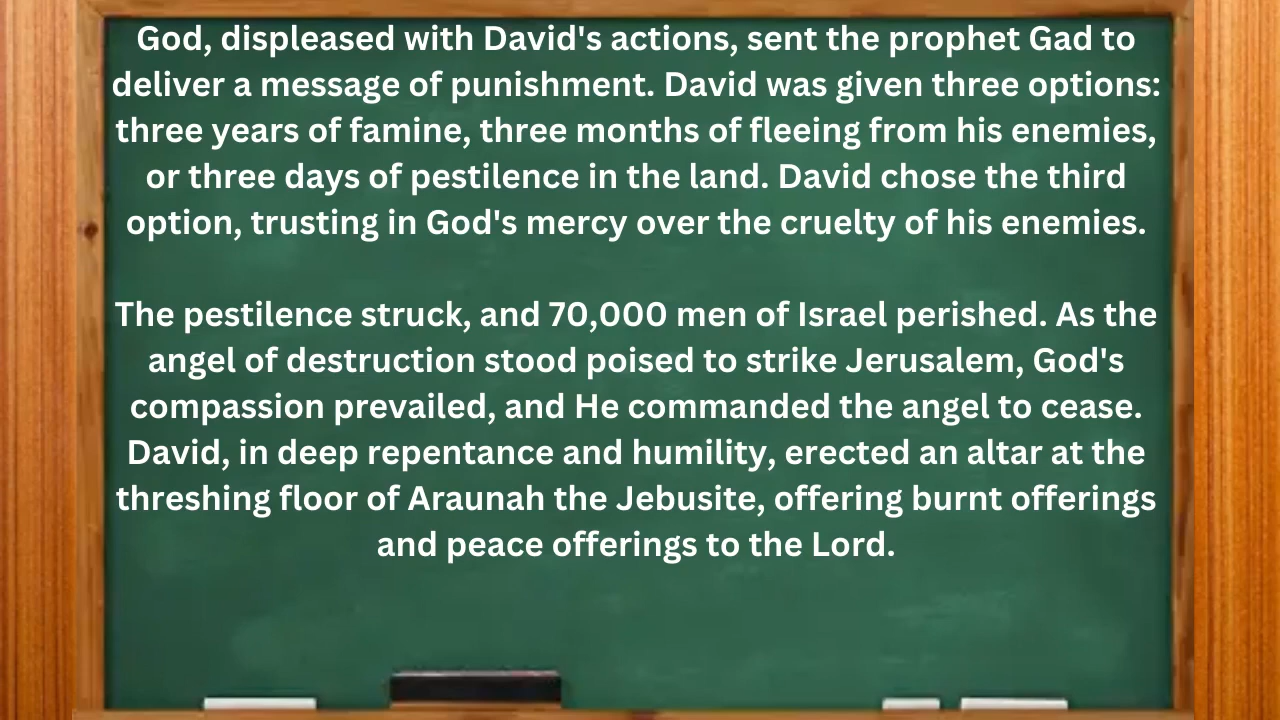 God, displeased with David's actions, sent the prophet Gad to
deliver a message of punishment. David was given three options:
three years of famine, three months of fleeing from his enemies,
or three days of pestilence in the land. David chose the third
option, trusting in God's mercy over the cruelty of his enemies.
The pestilence struck, and 70,000 men of Israel perished. As the
angel of destruction stood poised to strike Jerusalem, God's
compassion prevailed, and He commanded the angel to cease.
David, in deep repentance and humility, erected an altar at the
threshing floor of Araunah the Jebusite, offering burnt offerings
and peace offerings to the Lord.